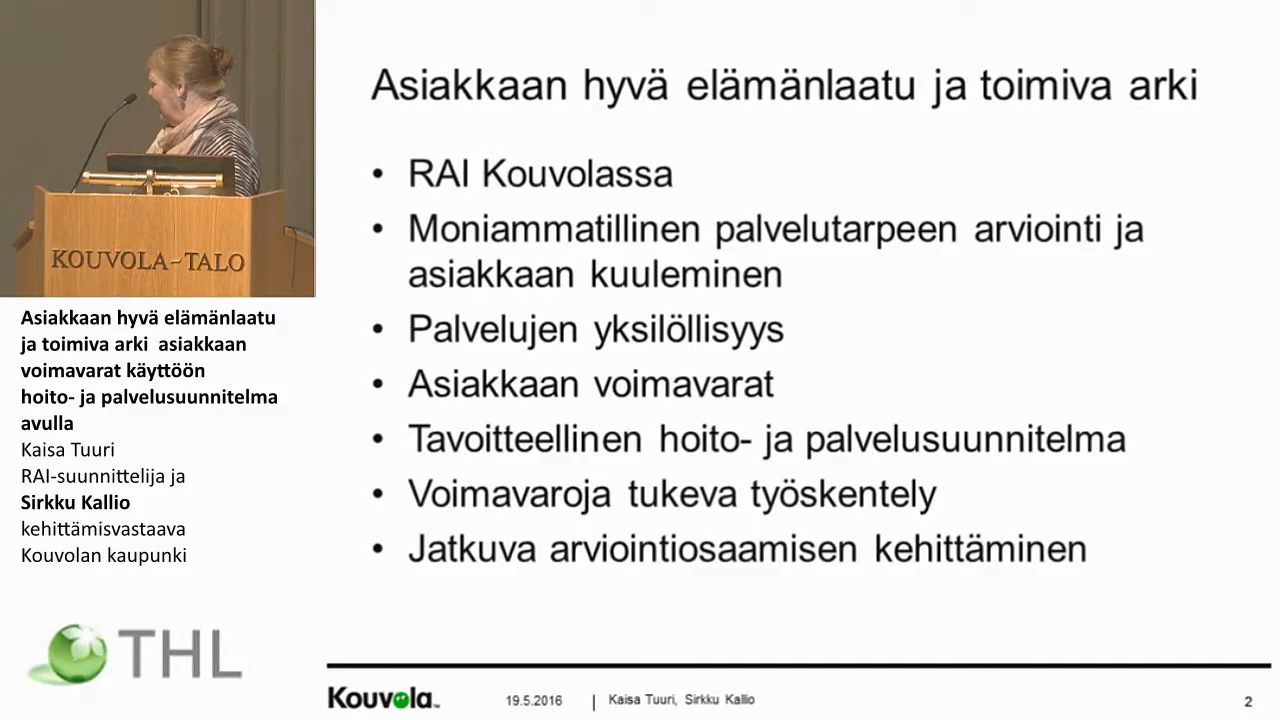 KOUVOLA-TALO
Asiakkaan hyvä elämänlaatu
ja toimiva arki asiakkaan
voimavarat käyttöön
hoito- ja palvelusuunnitelma
avulla
Kaisa Tuuri
RAI-suunnittelija ja
Sirkku Kallio
kehittämisvastaava
Kouvolan kaupunki
THL
Asiakkaan hyvä elämänlaatu ja toimiva arki
• RAI Kouvolassa
• Moniammatillinen palvelutarpeen arviointi ja
asiakkaan kuuleminen
• Palvelujen yksilöllisyys
• Asiakkaan voimavarat
• Tavoitteellinen hoito- ja palvelusuunnitelma
• Voimavaroja tukeva työskentely
• Jatkuva arviointiosaamisen kehittäminen
Kouvola™ 19.5.2016 | Kaisa Tuuri, Sirkku Kallio 2